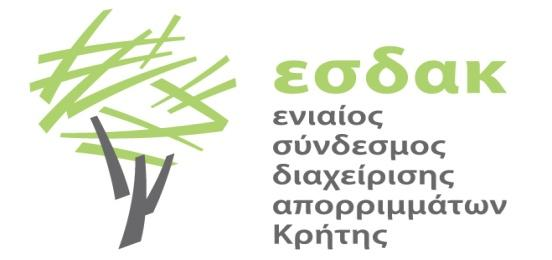 εσδακ
ενιαίος
σύνδεσμος
διαχείρισης
απορριμμάτων
Κρήτης